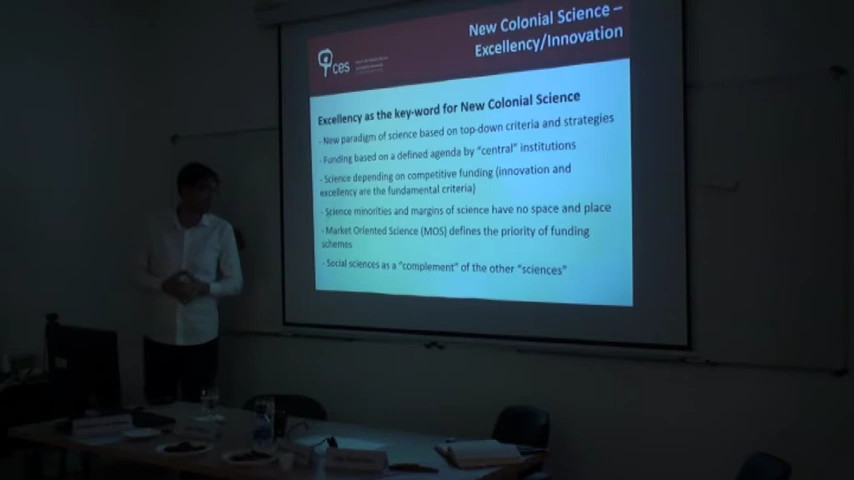 New Colonial Science –
Excellency/Innovation
ces
Excellency as the key-word for New Colonial Science
- New paradigm of science based on top-down criteria and strategies
- Funding based on a defined agenda by "central" institutions
- Science depending on competitive funding (innovation and
excellency are the fundamental criteria)
- Science minorities and margins of science have no space and place
- Market Oriented Science (MOS) defines the priority of funding
schemes
- Social sciences as a "complement" of the other "sciences"